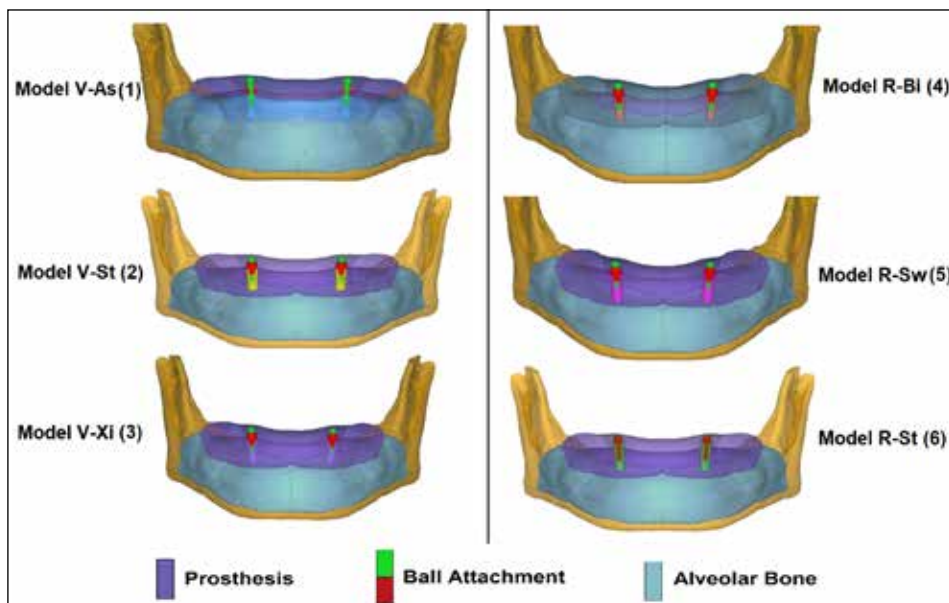 Model V-As (1)
Model V-St (2)
Model V-Xi (3)
Model R-Bi (4)
Model R-Sw (5)
Model R-St (6)
Prosthesis
Ball Attachment
Alveolar Bone